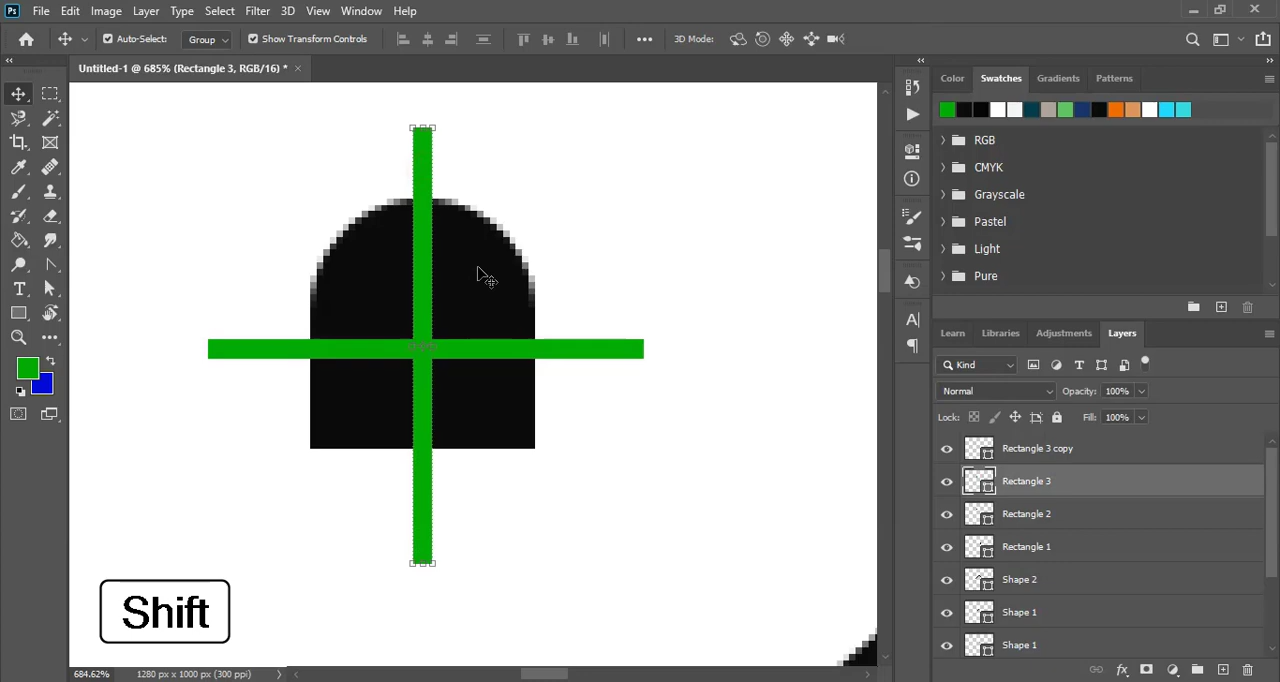 Ps File Edit Image Layer Type Select Filter 3D View Window Help
Auto-Select: Group Show Transform Controls 3D Mode:
Untitled-1 @ 685% (Rectangle 3, RGB/16) *
Color Swatches Gradients Patterns
RGB
CMYK
Grayscale
Pastel
Light
Pure
Learn Libraries Adjustments Layers
Kind
Normal Opacity: 100%
Lock: Fill: 100%
Rectangle 3 copy
Rectangle 3
Rectangle 2
Rectangle 1
Shape 2
Shape 1
Shape 1
Shift
684.62% 1280 px x 1000 px (300 ppi)